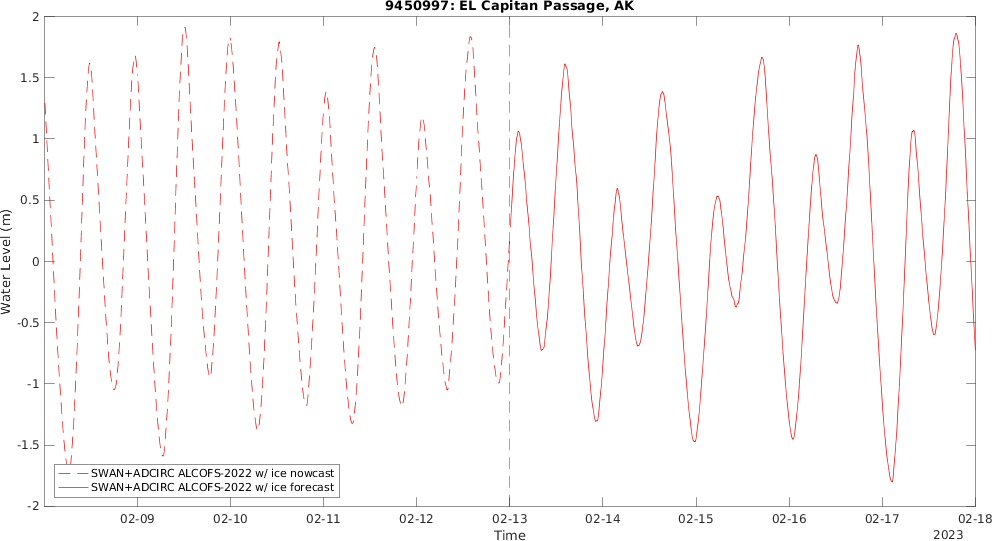 9450997: EL Capitan Passage, AK
Water Level (m)
2
1.5
1
0.5
0
-0.5
-1
-1.5
-2
SWAN+ADCIRC ALCOFS-2022 w/ ice nowcast
SWAN+ADCIRC ALCOFS-2022 w/ ice forecast
02-09 02-10 02-11 02-12 02-13 02-14 02-15 02-16 02-17 02-18
Time
2023